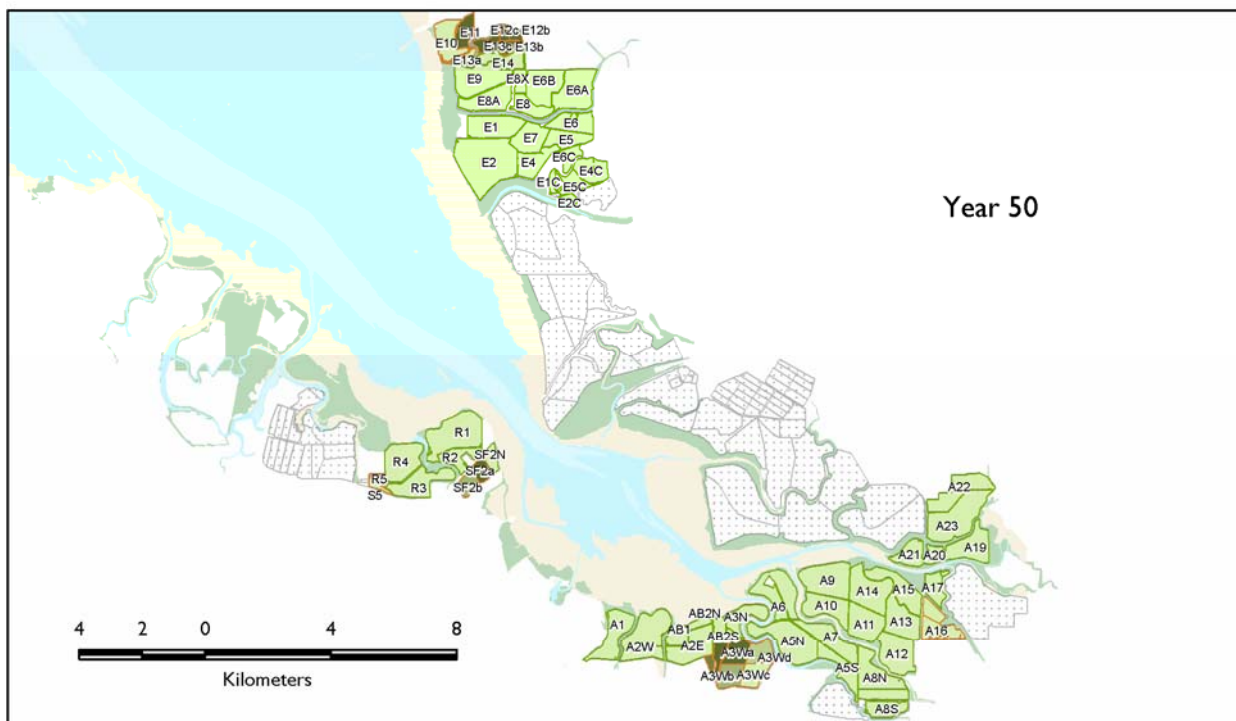 E11
E12c E12b
E10
E13c E13b
E13a
E14
E9
E8X
E6B
E6A
E8A
E8
E1
E6
E7
E5
E2
E4
E6C
E4C
E1C
E5C
E2C
Year 50
R1
R4
R2
SF2N
SF2a
R5
R3
SF2b
S5
A22
A23
A19
A21
A20
A9
A14
A15
A17
A6
A10
A1
AB2N
A3N
AB1
A11
A13
A16
A2W
A2E
AB2S
A5N
A7
A3Wa
A3Wd
A12
A3Wb
A3Wc
A5S
A8N
A8S
4 2 0 4 8
Kilometers